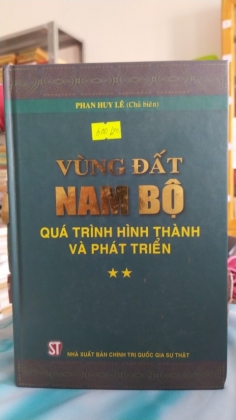 PHAN HUY LÊ (Chủ biên)
VÙNG ĐẤT
NAM BỘ
QUÁ TRÌNH HÌNH THÀNH
VÀ PHÁT TRIỂN
★★
ST
NHÀ XUẤT BẢN CHÍNH TRỊ QUỐC GIA SỰ THẬT